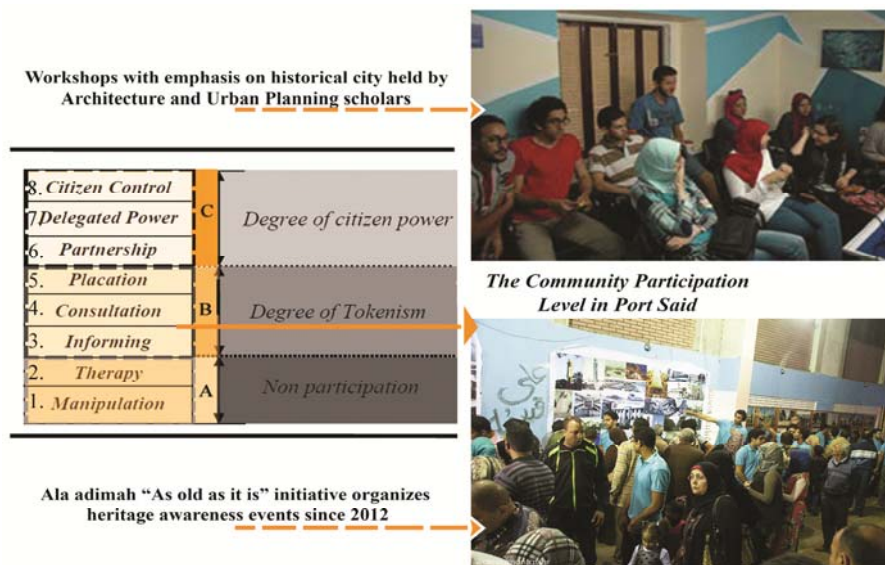 Workshops with emphasis on historical city held by
Architecture and Urban Planning scholars
8. Citizen Control
7. Delegated Power
6. Partnership
5. Placation
4. Consultation
3. Informing
2. Therapy
1. Manipulation
C
B
A
Degree of citizen power
Degree of Tokenism
Non participation
The Community Participation
Level in Port Said
Ala adimah “As old as it is” initiative organizes
heritage awareness events since 2012